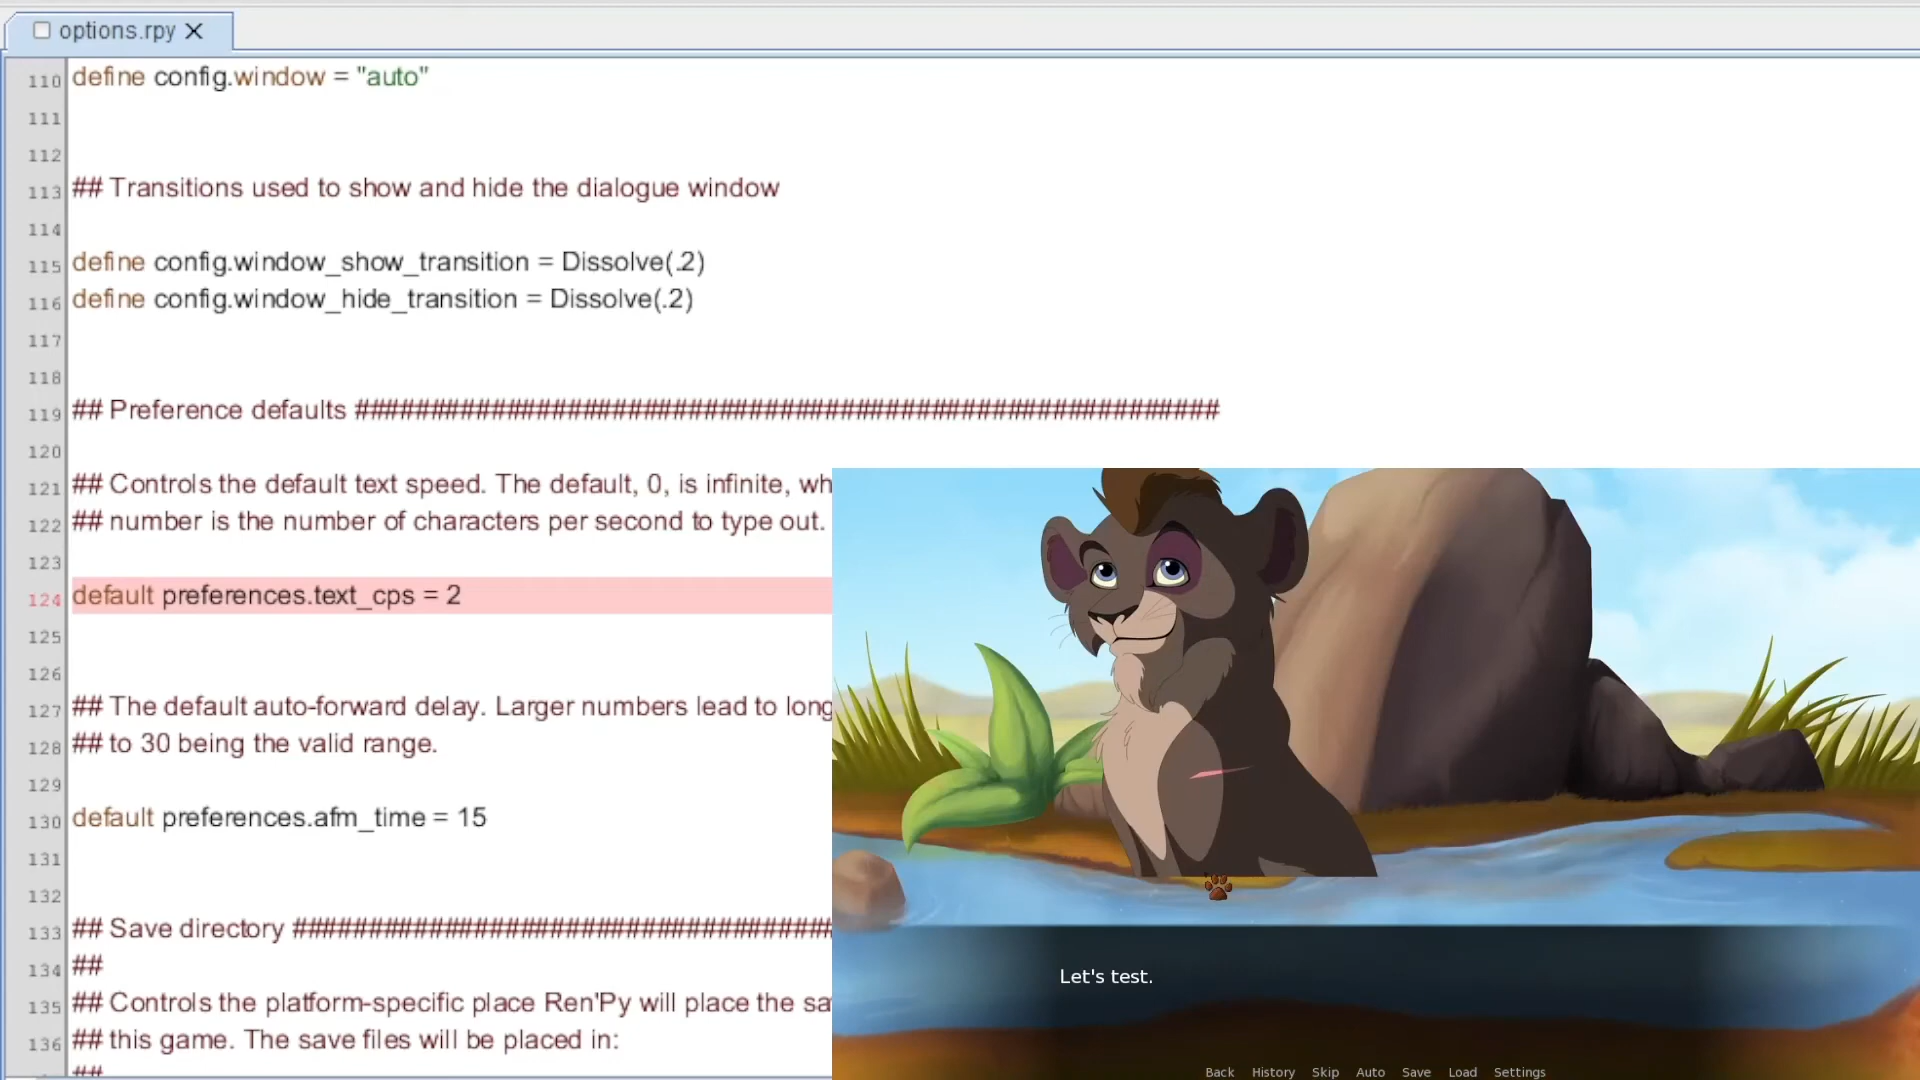 options.rpy
110 define config.window = "auto"
111
112
113 ## Transitions used to show and hide the dialogue window
114
115 define config.window_show_transition = Dissolve(.2)
116 define config.window_hide_transition = Dissolve(.2)
117
118
119 ## Preference defaults ######################################################################
120
121 ## Controls the default text speed. The default, 0, is infinite, wh
122 ## number is the number of characters per second to type out.
123
124 default preferences.text_cps = 2
125
126
127 ## The default auto-forward delay. Larger numbers lead to long
128 ## to 30 being the valid range.
129
130 default preferences.afm_time = 15
131
132
133 ## Save directory ############################################
134 ##
135 ## Controls the platform-specific place Ren'Py will place the sa
136 ## this game. The save files will be placed in:
##
Let's test.
Back History Skip Auto Save Load Settings